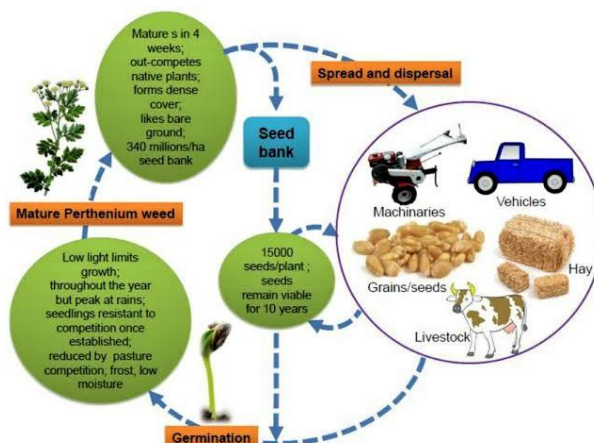 Mature s in 4
weeks;
out-competes
native plants;
forms dense
cover;
likes bare
ground;
340 millions/ha
seed bank
Spread and dispersal
Seed
bank
Machinaries
Vehicles
Grains/seeds
Hay
Livestock
Mature Perthenium weed
Low light limits
growth;
throughout the year
but peak at rains;
seedlings resistant to
competition once
established;
reduced by pasture
competition, frost, low
moisture
15000
seeds/plant ;
seeds
remain viable
for 10 years
Germination